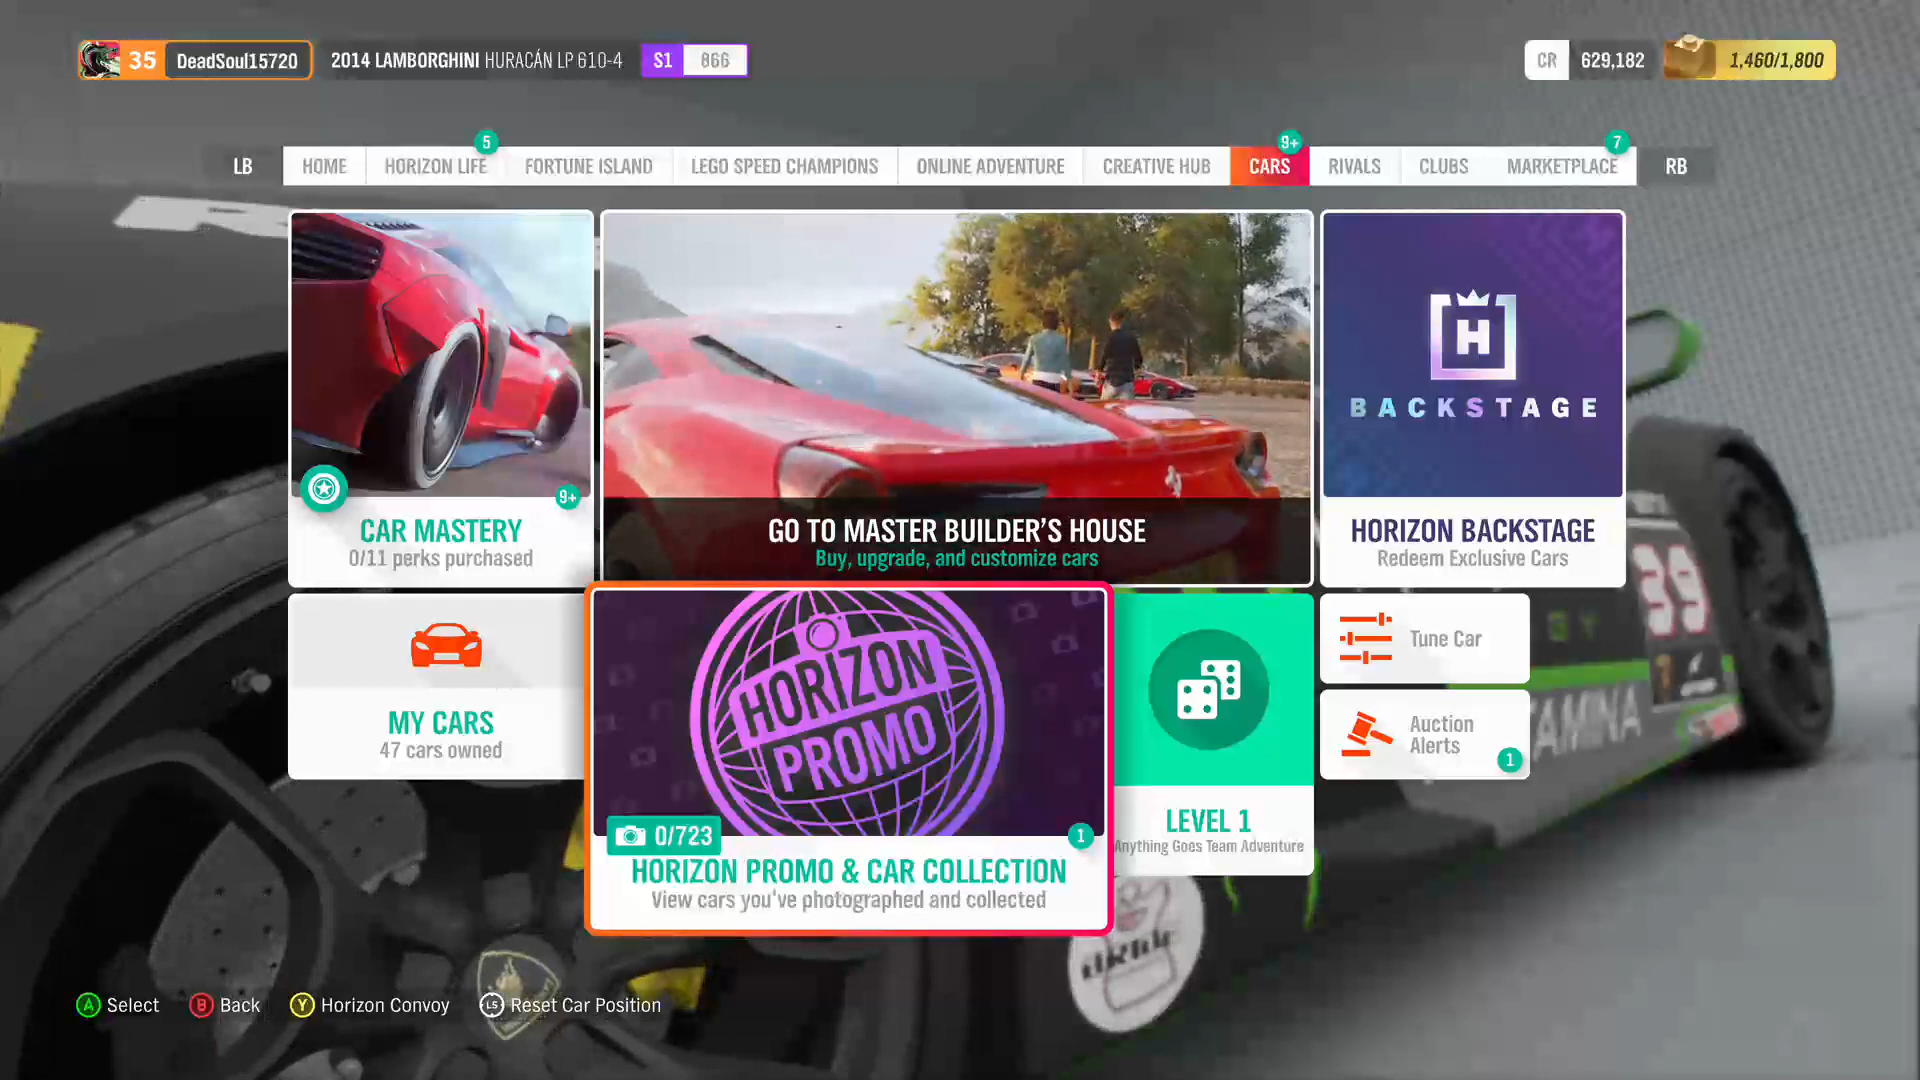 35 DeadSoul15720 2014 LAMBORGHINI HURACÁN LP 610-4 S1 866 CR 629,182 1,460/1,800
5 9+ 7
LB HOME HORIZON LIFE FORTUNE ISLAND LEGO SPEED CHAMPIONS ONLINE ADVENTURE CREATIVE HUB CARS RIVALS CLUBS MARKETPLACE RB
H
BACKSTAGE
9+
CAR MASTERY
0/11 perks purchased
GO TO MASTER BUILDER'S HOUSE
Buy, upgrade, and customize cars
HORIZON BACKSTAGE
Redeem Exclusive Cars
39
MY CARS
47 cars owned
HORIZON
PROMO
0/723
1
HORIZON PROMO & CAR COLLECTION
View cars you've photographed and collected
LEVEL 1
Anything Goes Team Adventure
Tune Car
Auction
Alerts
1
A Select B Back Y Horizon Convoy LS Reset Car Position